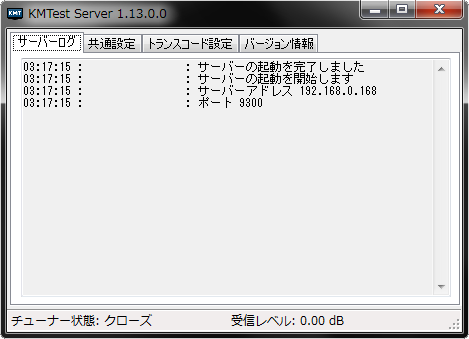 KMT KMTest Server 1.13.0.0
サーバーログ 共通設定 トランスコード設定 バージョン情報
03:17:15 : : サーバーの起動を完了しました
03:17:15 : : サーバーの起動を開始します
03:17:15 : : サーバーアドレス 192.168.0.168
03:17:15 : : ポート 9300
チューナー状態: クローズ 受信レベル: 0.00 dB